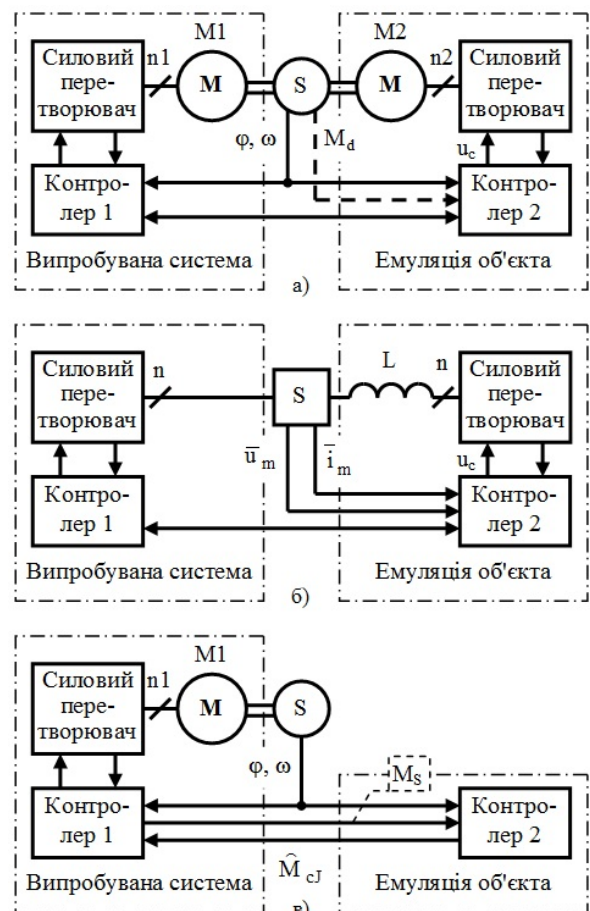 M1
M2
Силовий
пере-
творювач
n1
M
S
M
n2
Силовий
пере-
творювач
φ, ω
M_d
u_c
Контро-
лер 1
Контро-
лер 2
Випробувана система
Емуляція об'єкта
а)
Силовий
пере-
творювач
n
S
L
n
Силовий
пере-
творювач
u̅_m
i̅_m
u_c
Контро-
лер 1
Контро-
лер 2
Випробувана система
Емуляція об'єкта
б)
M1
Силовий
пере-
творювач
n1
M
S
φ, ω
M_S
Контро-
лер 1
Контро-
лер 2
M̂_cJ
Випробувана система
Емуляція об'єкта
в)